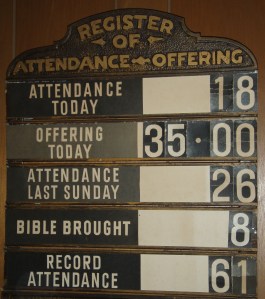 REGISTER
OF
ATTENDANCE OFFERING
ATTENDANCE
TODAY 18
OFFERING
TODAY 35.00
ATTENDANCE
LAST SUNDAY 26
BIBLE BROUGHT 8
RECORD
ATTENDANCE 61